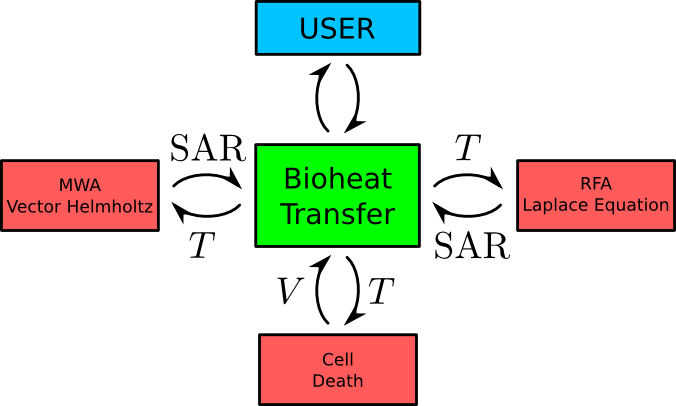 USER
SAR
T
MWA
Vector Helmholtz
Bioheat
Transfer
RFA
Laplace Equation
T
SAR
V
T
Cell
Death